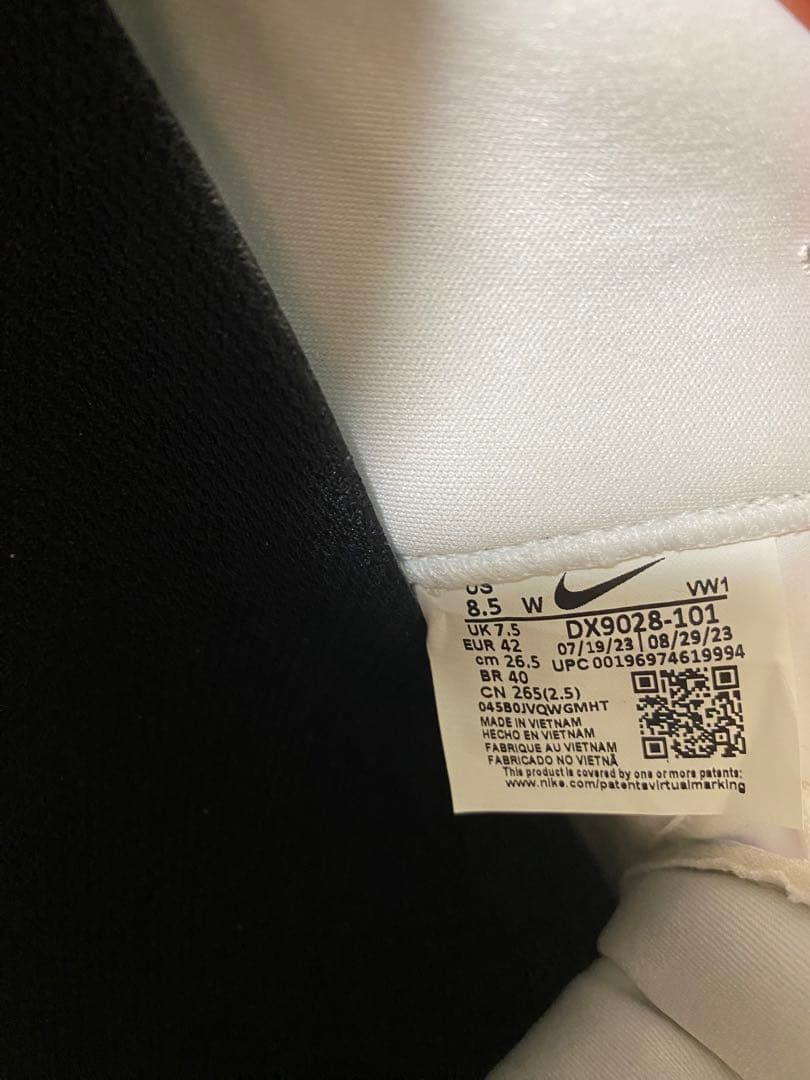 US
8.5 W VW1
UK 7.5 DX9028-101
EUR 42 07/19/23 | 08/29/23
cm 26.5 UPC 00196974619994
BR 40
CN 265(2.5)
045B0JVQWGMHT
MADE IN VIETNAM
HECHO EN VIETNAM
FABRIQUE AU VIETNAM
FABRICADO NO VIETNÃ
This product is covered by one or more patents:
www.nike.com/patentsvirtualmarking